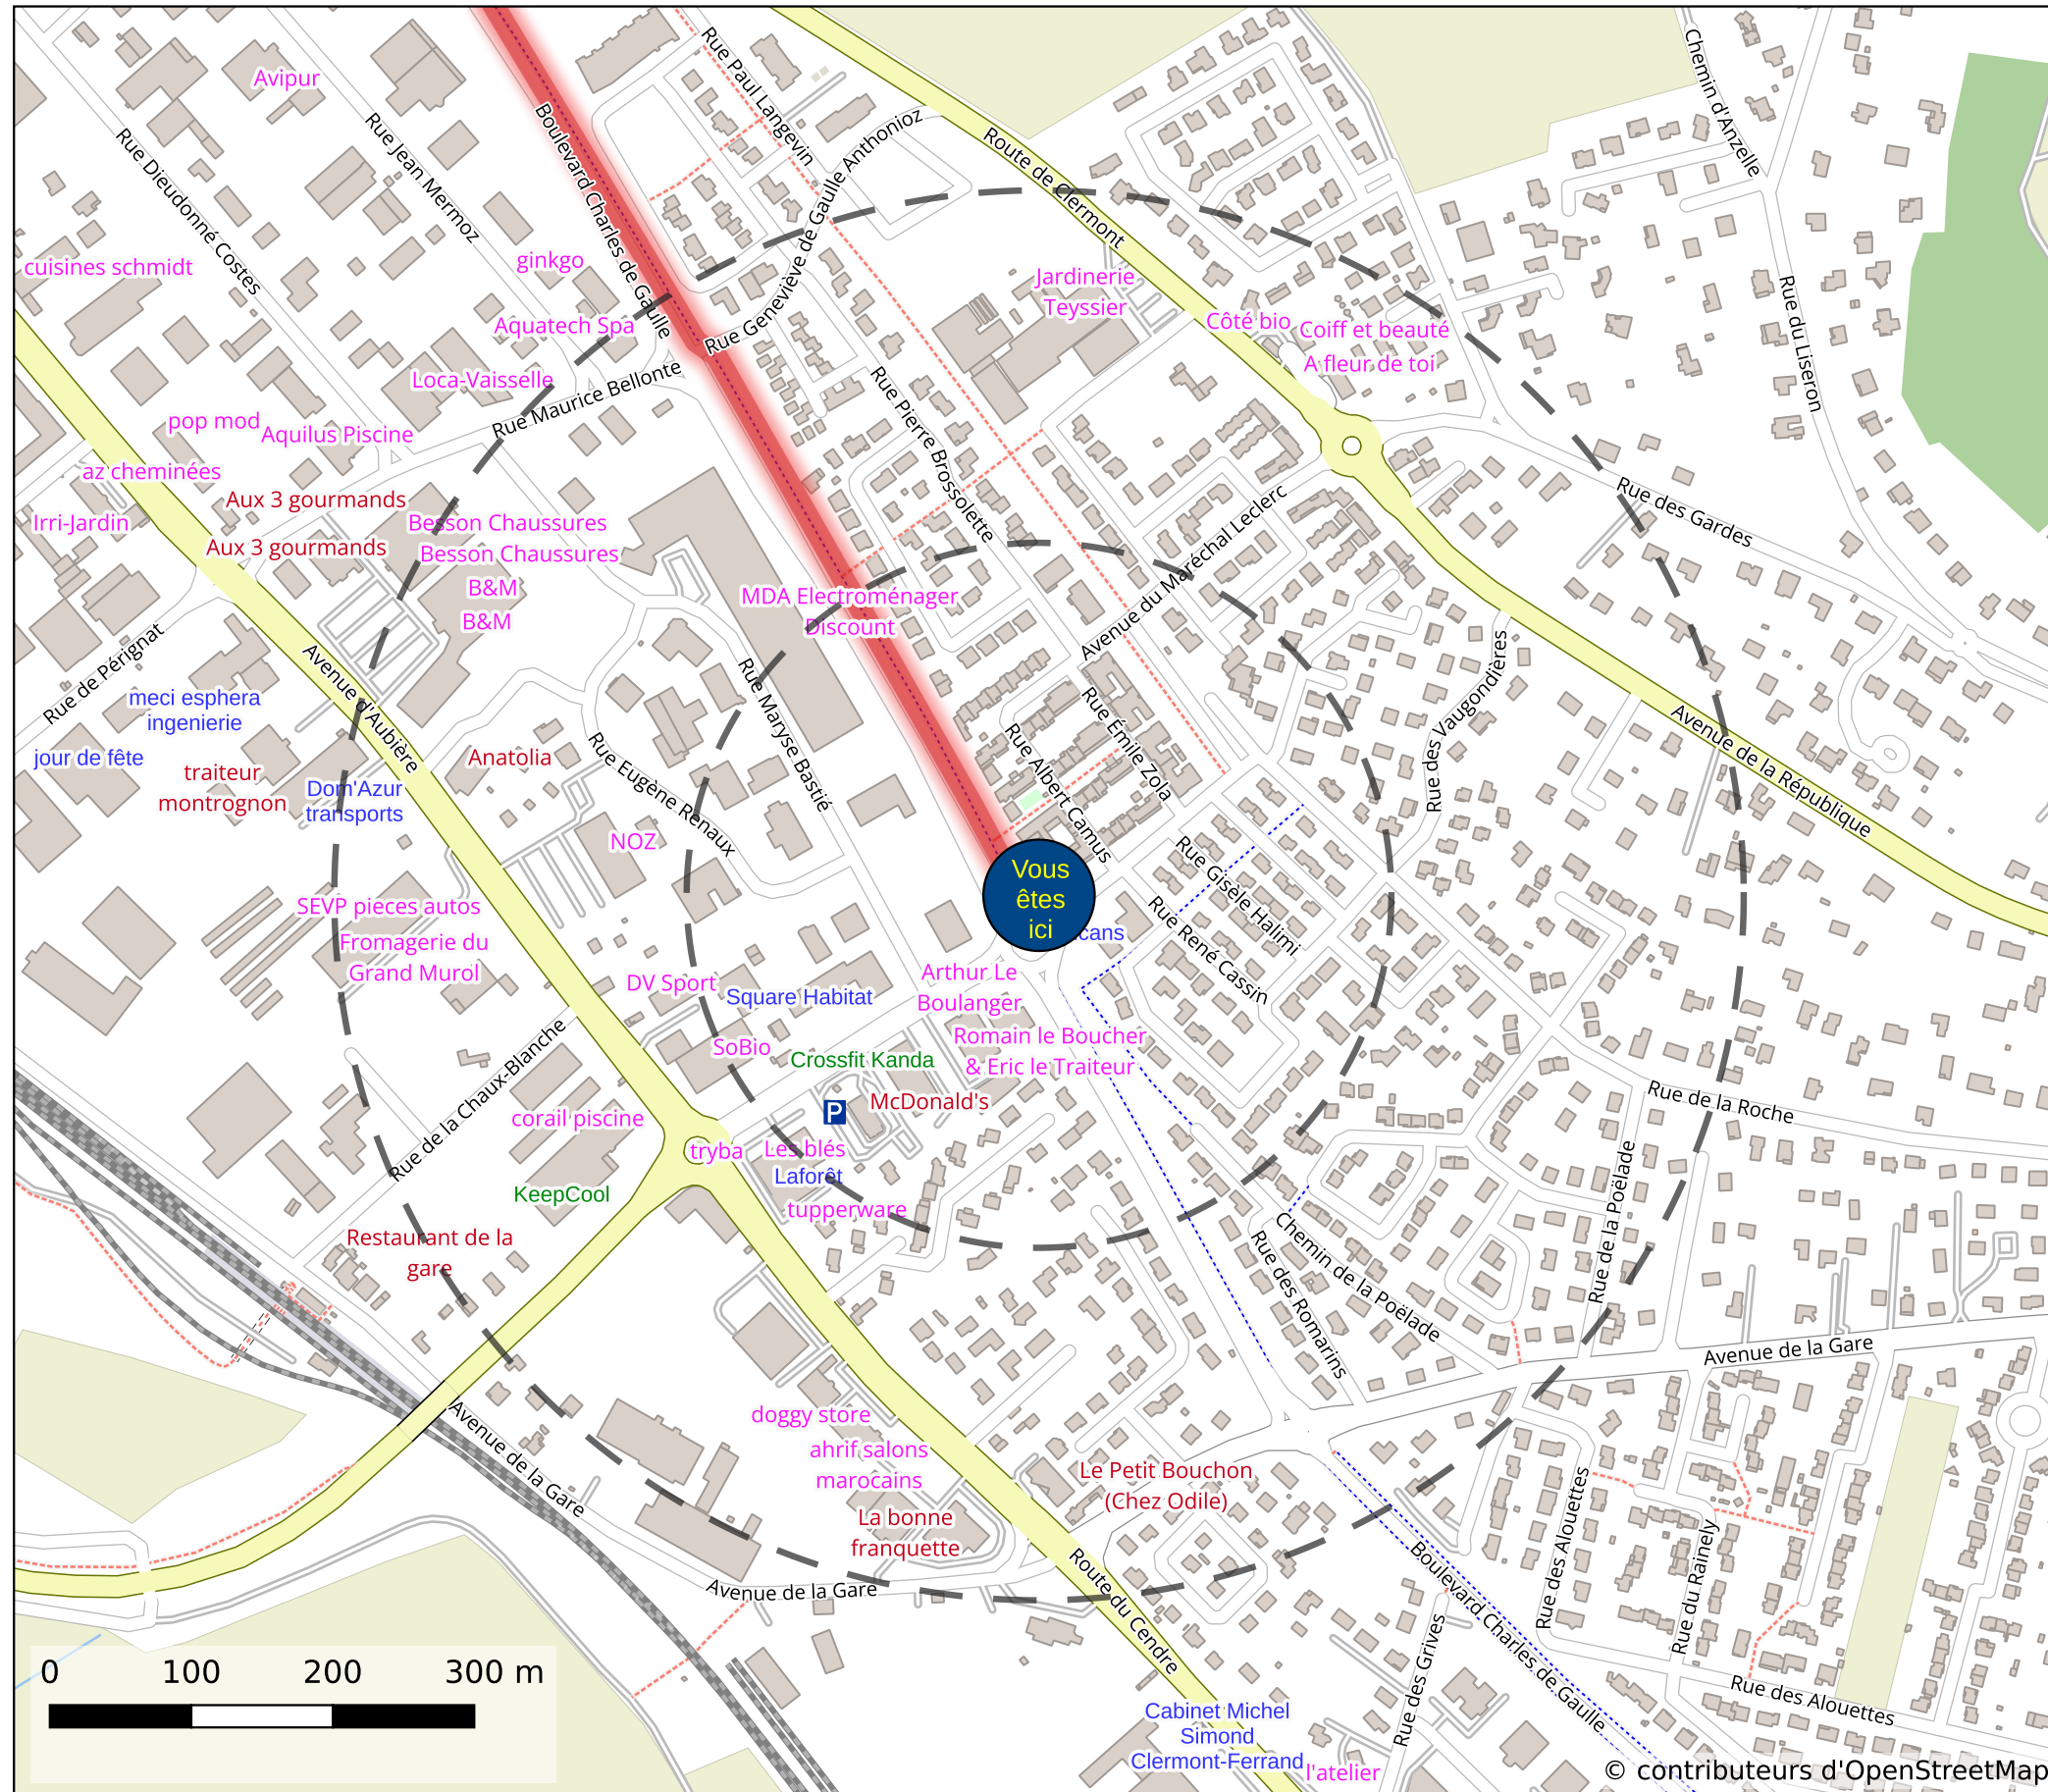 Rue Paul Langevin
Chemin d'Anzelle
Avipur
Boulevard Charles de Gaulle
Rue Jean Mermoz
Rue Dieudonné Costes
Rue Geneviève de Gaulle Anthonioz
Route de Clermont
cuisines schmidt
ginkgo
Jardinerie
Teyssier
Rue du Liseron
Aquatech Spa
Côté bio
Coiff et beauté
A fleur de toi
Loca-Vaisselle
Rue Maurice Bellonte
Rue Pierre Brossolette
pop mod
Aquilus Piscine
az cheminées
Aux 3 gourmands
Irri-Jardin
Besson Chaussures
Aux 3 gourmands
Besson Chaussures
Rue des Gardes
Avenue du Maréchal Leclerc
B&M
B&M
MDA Electroménager
Discount
Rue de Pérignat
Avenue d'Aubière
Rue Maryse Bastié
Rue des Vaugondières
meci esphera
ingenierie
jour de fête
traiteur
montrognon
Dom'Azur
transports
Anatolia
Rue Eugène Renaux
Rue Albert Camus
Rue Émile Zola
Avenue de la République
NOZ
Vous
êtes
ici
cans
Rue Gisèle Halimi
Rue René Cassin
SEVP pieces autos
Fromagerie du
Grand Murol
DV Sport
Square Habitat
Arthur Le
Boulanger
SoBio
Crossfit Kanda
Romain le Boucher
& Eric le Traiteur
Rue de la Chaux-Blanche
corail piscine
P
McDonald's
Rue de la Roche
tryba
Les blés
Laforêt
tupperware
KeepCool
Rue de la Poëlade
Restaurant de la
gare
Chemin de la Poëlade
Rue des Romarins
Avenue de la Gare
Avenue de la Gare
doggy store
ahrif salons
marocains
Le Petit Bouchon
(Chez Odile)
La bonne
franquette
Rue des Alouettes
Rue du Rainely
Avenue de la Gare
Route du Cendre
Boulevard Charles de Gaulle
Rue des Grives
Rue des Alouettes
0 100 200 300 m
Cabinet Michel
Simond
Clermont-Ferrand
l'atelier
© contributeurs d'OpenStreetMap